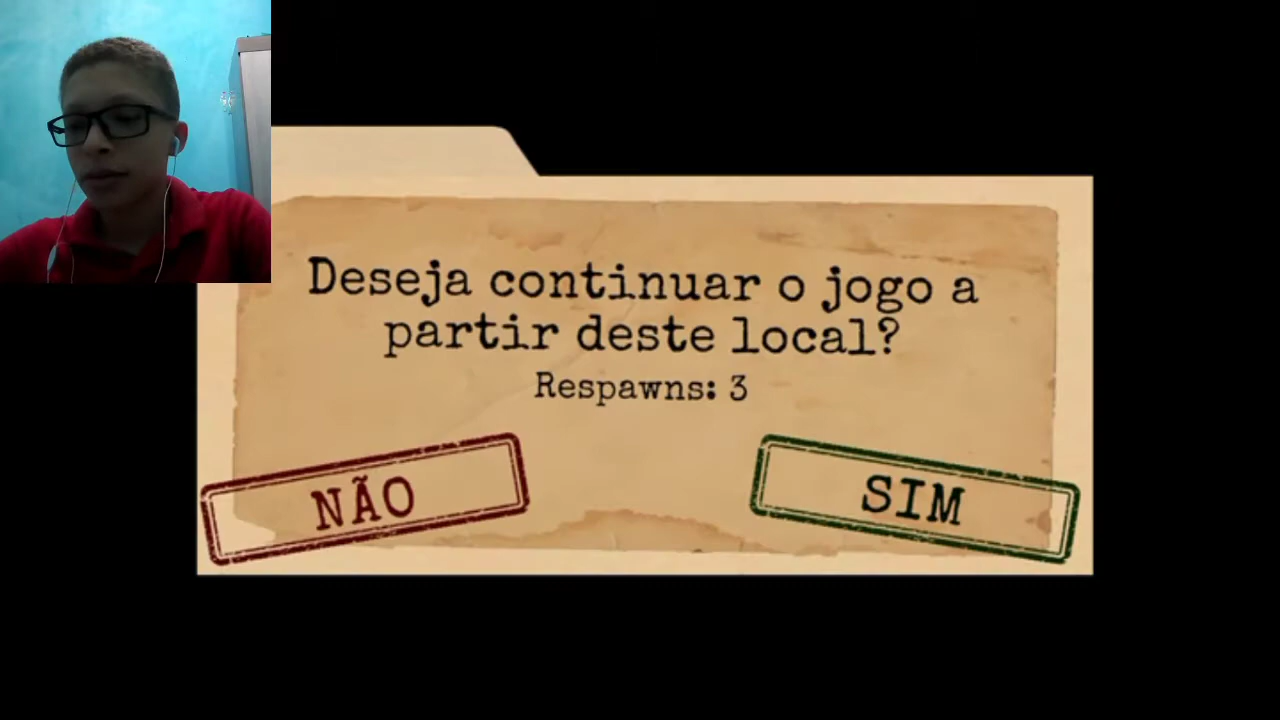 Deseja continuar o jogo a
partir deste local?
Respawns: 3
NÃO
SIM